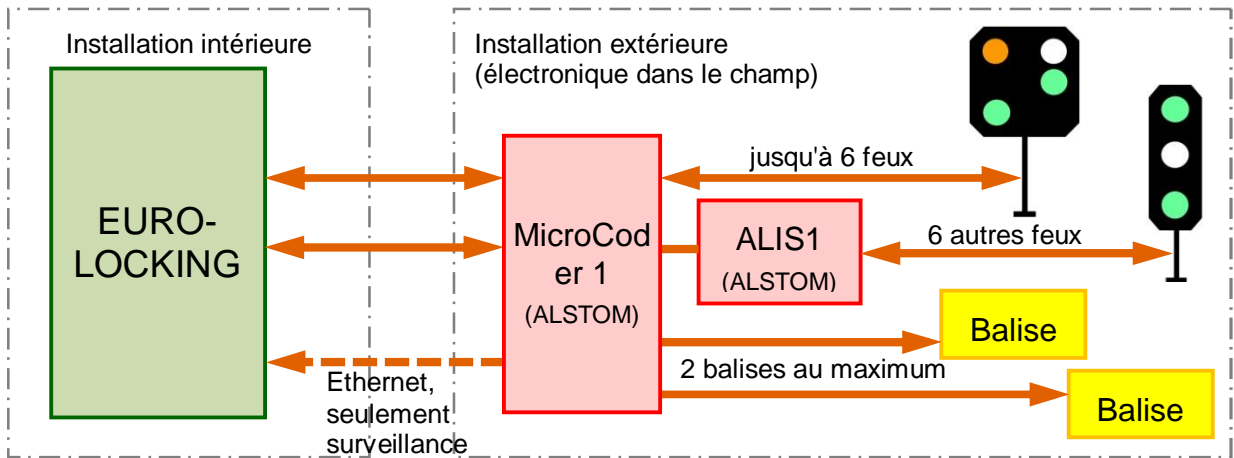 Installation intérieure
EURO-
LOCKING
Installation extérieure
(électronique dans le champ)
jusqu'à 6 feux
MicroCod
er 1
(ALSTOM)
ALIS1
(ALSTOM)
6 autres feux
Balise
2 balises au maximum
Balise
Ethernet,
seulement
surveillance